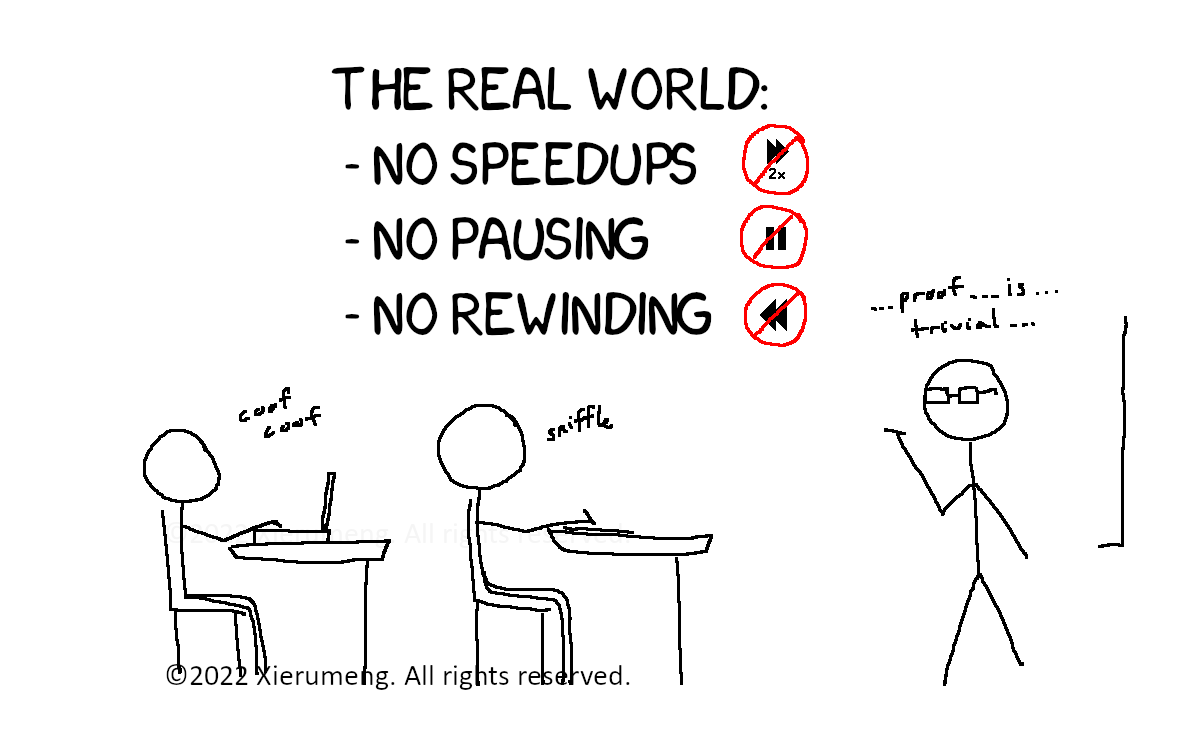 THE REAL WORLD:
- NO SPEEDUPS
2x
- NO PAUSING
- NO REWINDING
...proof ... is ...
trivial ...
coof
coof
sniffle
©2022 Xierumeng. All rights reserved.
©2022 Xierumeng. All rights reserved.